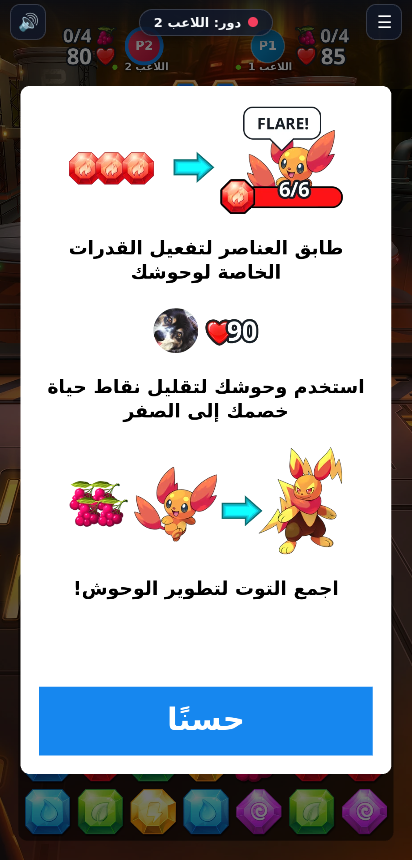 دور: اللاعب 2
☰
0/4
P2
P1
0/4
80
85
اللاعب 2
اللاعب 1
FLARE!
6/6
طابق العناصر لتفعيل القدرات
الخاصة لوحوشك
90
استخدم وحوشك لتقليل نقاط حياة
خصمك إلى الصفر
اجمع التوت لتطوير الوحوش!
حسنًا